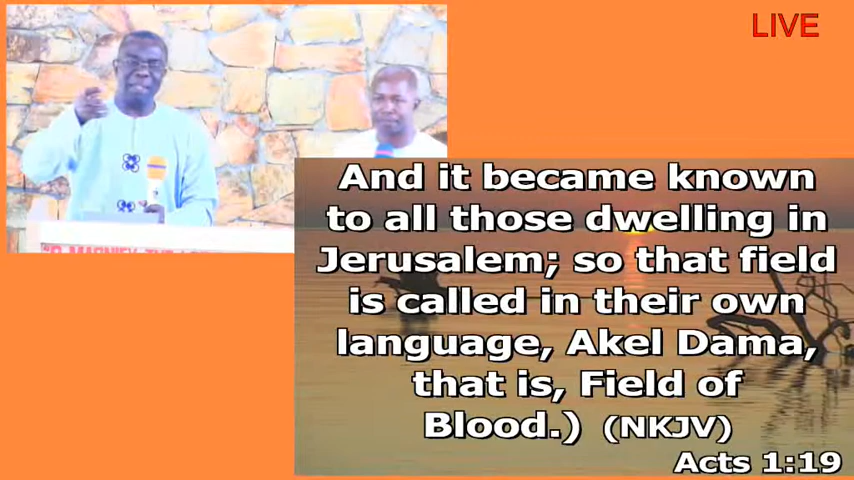 LIVE
And it became known
to all those dwelling in
Jerusalem; so that field
is called in their own
language, Akel Dama,
that is, Field of
Blood.) (NKJV)
Acts 1:19